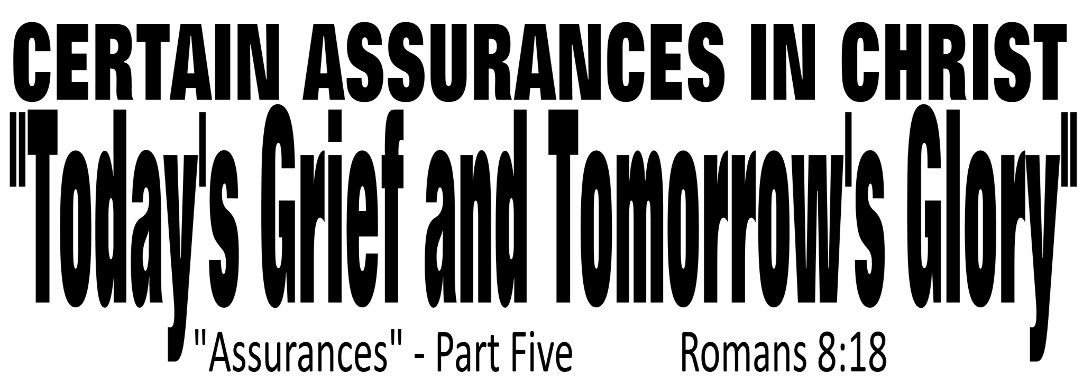 CERTAIN ASSURANCES IN CHRIST
"Today's Grief and Tomorrow's Glory"
"Assurances" - Part Five Romans 8:18